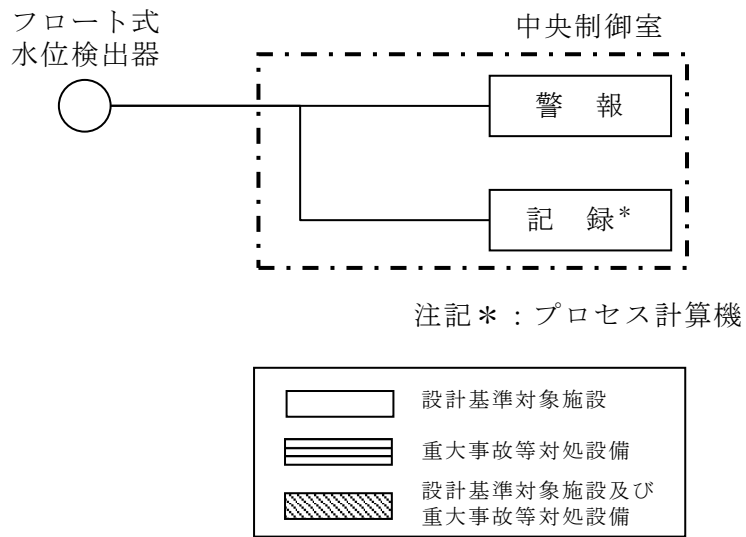 フロート式
水位検出器
中央制御室
警　報
記　録*
注記＊：プロセス計算機
設計基準対象施設
重大事故等対処設備
設計基準対象施設及び
重大事故等対処設備